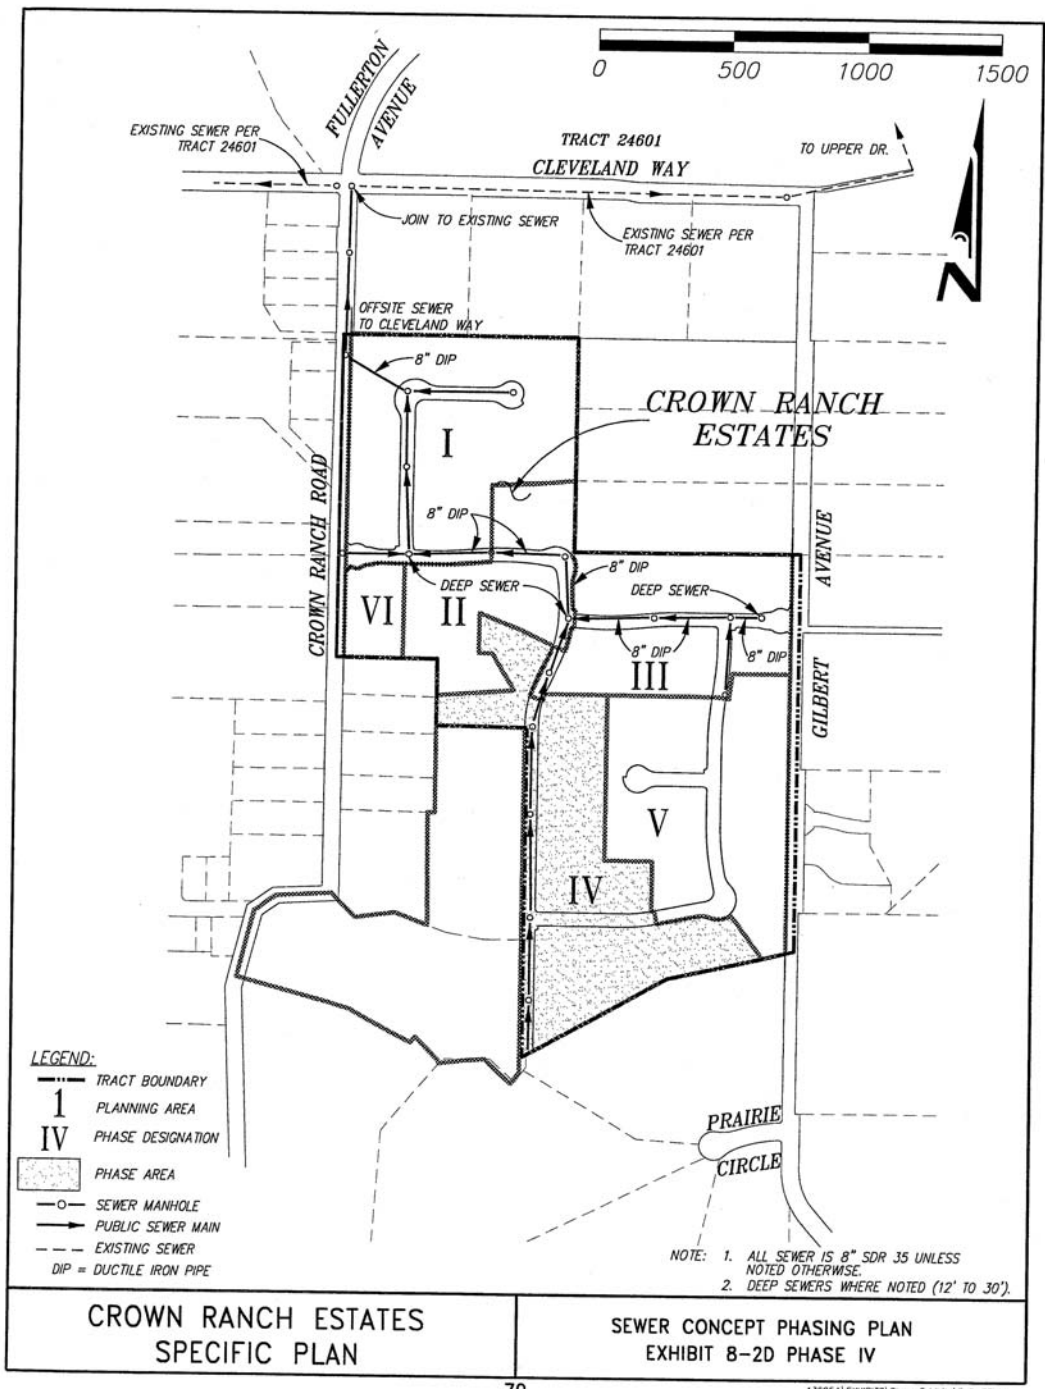 0 500 1000 1500
FULLERTON
AVENUE
EXISTING SEWER PER
TRACT 24601
TRACT 24601
CLEVELAND WAY
TO UPPER DR.
JOIN TO EXISTING SEWER
EXISTING SEWER PER
TRACT 24601
N
OFFSITE SEWER
TO CLEVELAND WAY
8" DIP
CROWN RANCH
ESTATES
I
CROWN RANCH ROAD
8" DIP
AVENUE
8" DIP
DEEP SEWER
DEEP SEWER
VI
II
8" DIP
8" DIP
III
GILBERT
V
IV
LEGEND:
TRACT BOUNDARY
1 PLANNING AREA
IV PHASE DESIGNATION
PHASE AREA
SEWER MANHOLE
PUBLIC SEWER MAIN
EXISTING SEWER
DIP = DUCTILE IRON PIPE
PRAIRIE
CIRCLE
NOTE: 1. ALL SEWER IS 8" SDR 35 UNLESS
NOTED OTHERWISE.
2. DEEP SEWERS WHERE NOTED (12' TO 30').
CROWN RANCH ESTATES
SPECIFIC PLAN
SEWER CONCEPT PHASING PLAN
EXHIBIT 8-2D PHASE IV